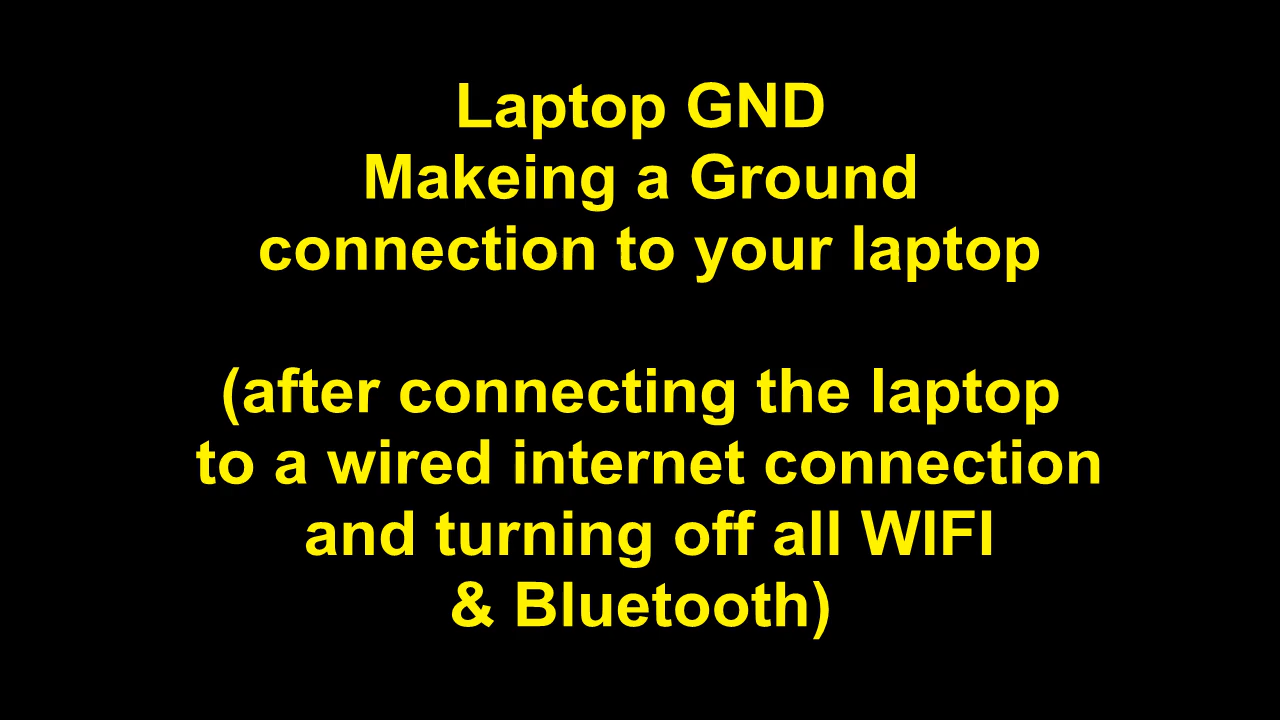 Laptop GND
Makeing a Ground
connection to your laptop
(after connecting the laptop
to a wired internet connection
and turning off all WIFI
& Bluetooth)